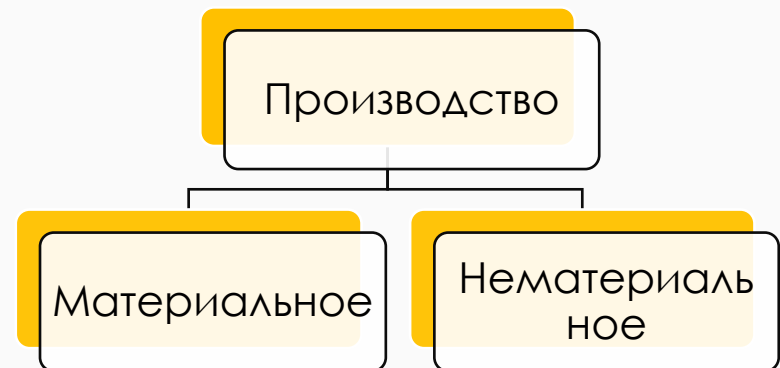 Производство
Материальное
Нематериаль
ное